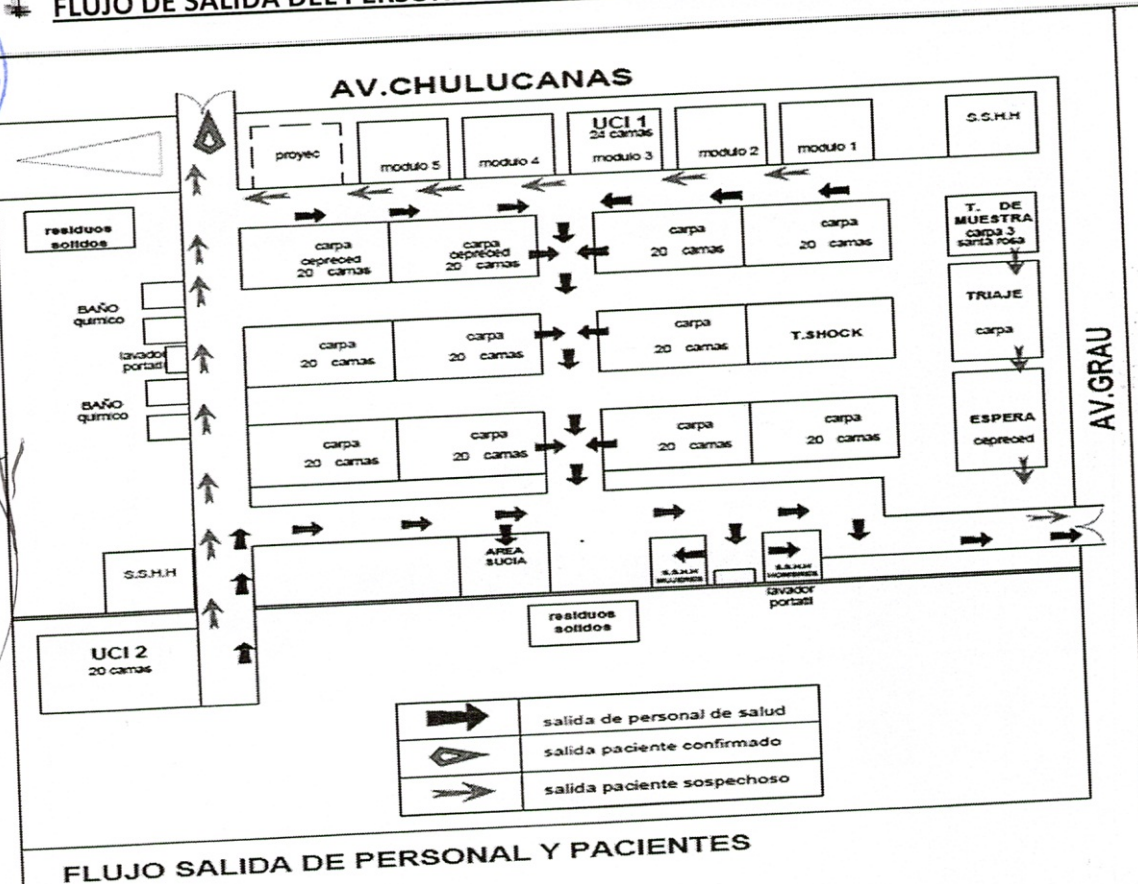 FLUJO DE SALIDA DEL PERSONA
AV.CHULUCANAS
proyec
modulo 5
modulo 4
UCI 1
24 camas
modulo 3
modulo 2
modulo 1
S.S.H.H
residuos
solidos
carpa
cepreced
20 camas
carpa
cepreced
20 camas
carpa
20 camas
carpa
20 camas
T. DE
MUESTRA
carpa 3
santa rosa
BAÑO
quimico
lavador
portatil
BAÑO
quimico
carpa
20 camas
carpa
20 camas
carpa
20 camas
T.SHOCK
TRIAJE
carpa
AV.GRAU
carpa
20 camas
carpa
20 camas
carpa
20 camas
carpa
20 camas
ESPERA
cepreced
S.S.H.H
AREA
SUCIA
S.S.H.H
MUJERES
S.S.H.H
HOMBRES
lavador
portatil
residuos
solidos
UCI 2
20 camas
salida de personal de salud
salida paciente confirmado
salida paciente sospechoso
FLUJO SALIDA DE PERSONAL Y PACIENTES